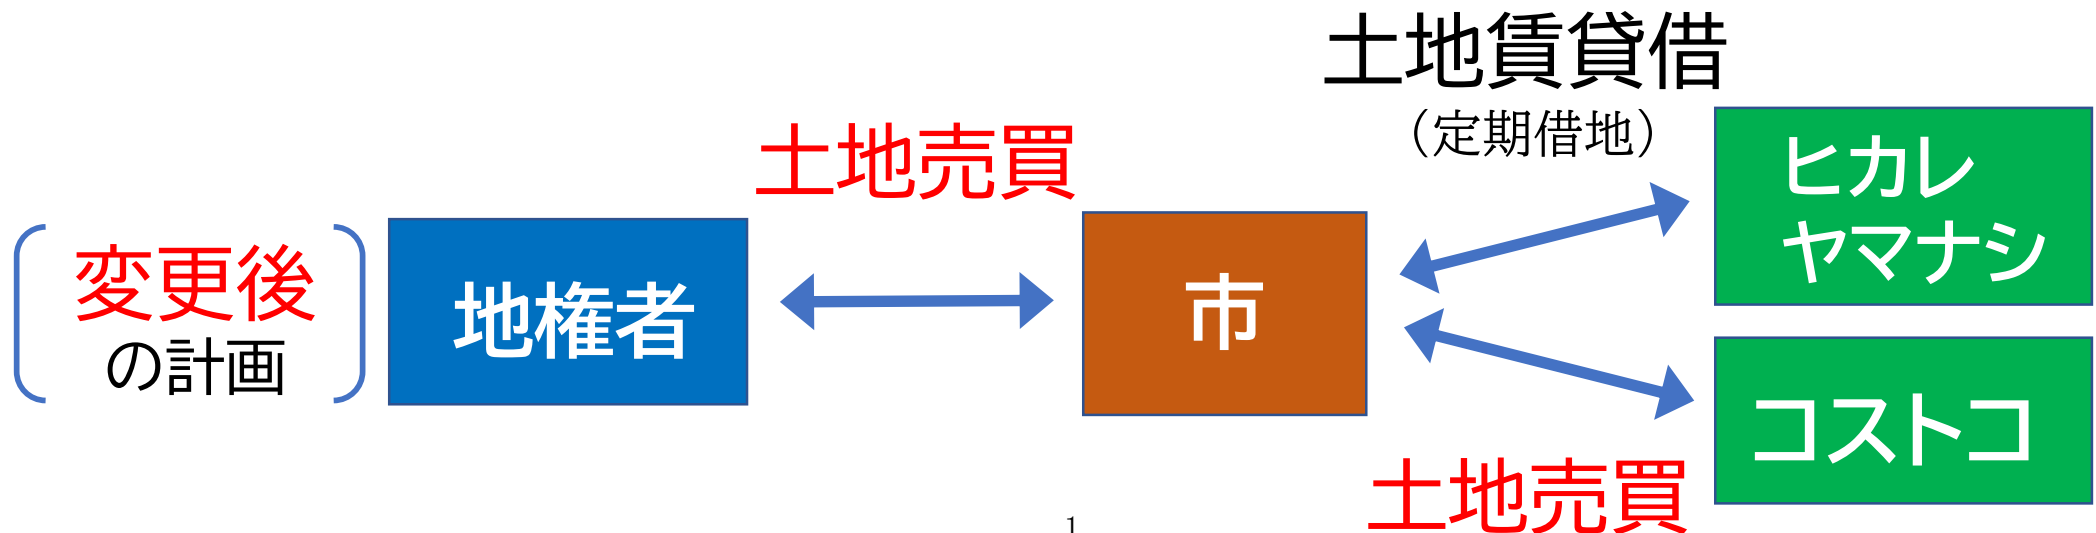 変更後
の計画
地権者
土地売買
市
土地賃貸借
（定期借地）
ヒカレ
ヤマナシ
コストコ
土地売買
1